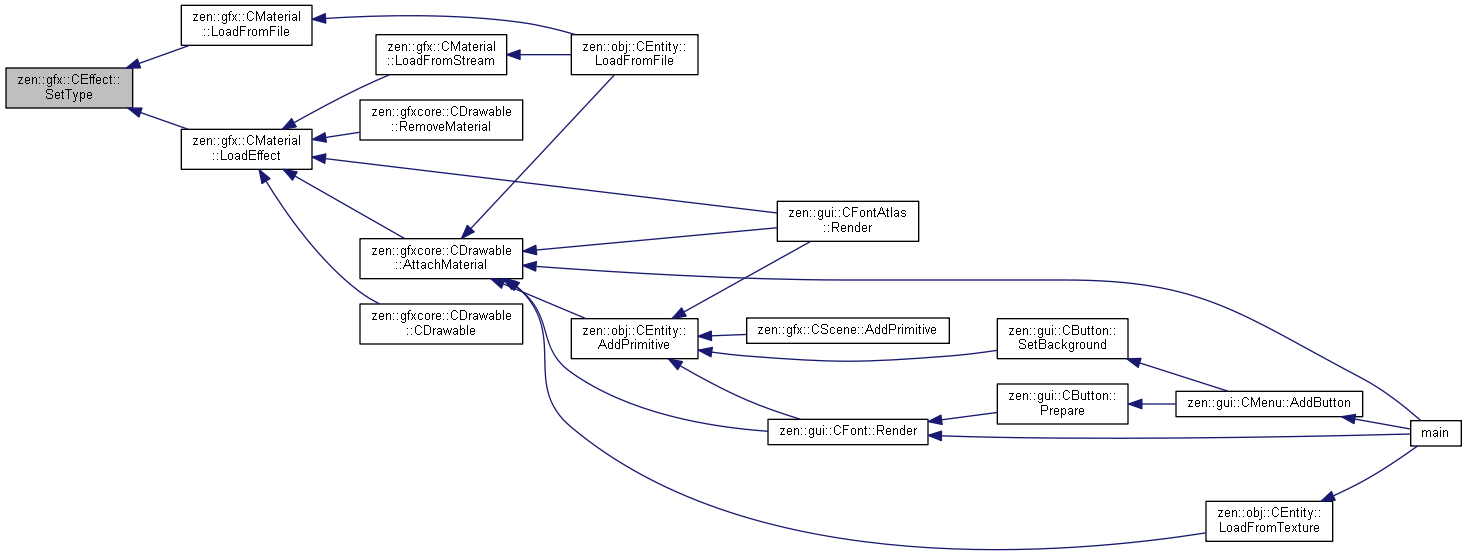 zen::gfx::CMaterial
::LoadFromFile
zen::gfx::CMaterial
::LoadFromStream
zen::obj::CEntity::
LoadFromFile
zen::gfx::CEffect::
SetType
zen::gfxcore::CDrawable
::RemoveMaterial
zen::gfx::CMaterial
::LoadEffect
zen::gui::CFontAtlas
::Render
zen::gfxcore::CDrawable
::AttachMaterial
zen::gfxcore::CDrawable
::CDrawable
zen::obj::CEntity::
AddPrimitive
zen::gfx::CScene::AddPrimitive
zen::gui::CButton::
SetBackground
zen::gui::CButton::
Prepare
zen::gui::CMenu::AddButton
zen::gui::CFont::Render
main
zen::obj::CEntity::
LoadFromTexture